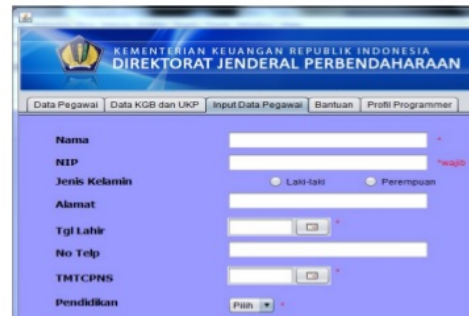 KEMENTERIAN KEUANGAN REPUBLIK INDONESIA
DIREKTORAT JENDERAL PERBENDAHARAAN
Data Pegawai Data KGB dan UKP Input Data Pegawai Bantuan Profil Programmer
Nama *
NIP *wajib
Jenis Kelamin Laki-laki Perempuan
Alamat
Tgl Lahir *
No Telp
TMTCPNS *
Pendidikan Pilih *